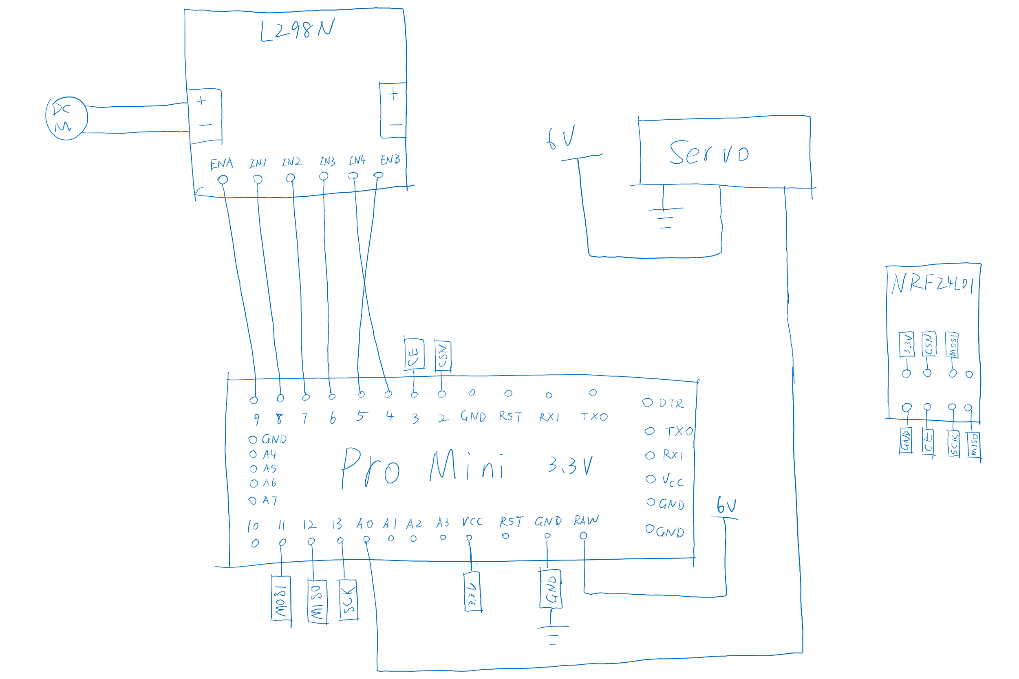 L298N
DC
M
+
−
+
−
ENA IN1 IN2 IN3 IN4 ENB
6V
Servo
NRF24L01
3.3V CSN MOSI
GND CE SCK MISO
CE CSN
9 8 7 6 5 4 3 2 GND RST RX1 TX0
DTR
TX0
RX1
VCC
GND
GND
GND
A4
A5
A6
A7
Pro Mini 3.3V
10 11 12 13 A0 A1 A2 A3 VCC RST GND RAW
6V
MOSI MISO SCK 3.3V GND